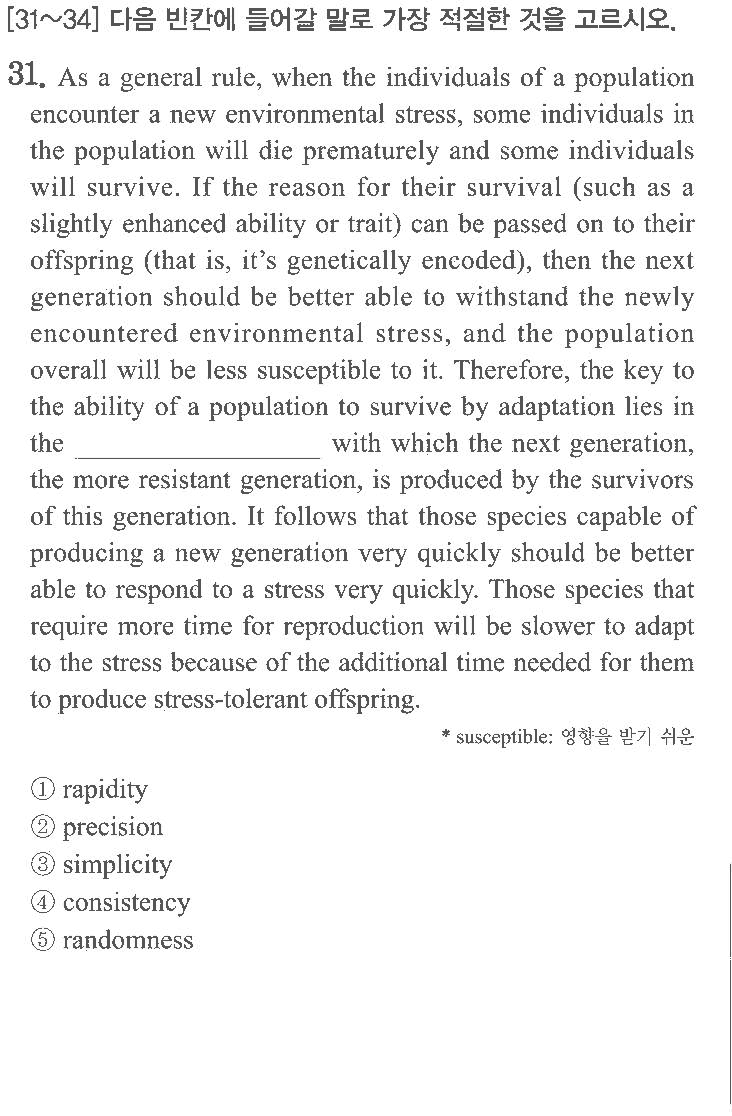 [31～34] 다음 빈칸에 들어갈 말로 가장 적절한 것을 고르시오.
31. As a general rule, when the individuals of a population
encounter a new environmental stress, some individuals in
the population will die prematurely and some individuals
will survive. If the reason for their survival (such as a
slightly enhanced ability or trait) can be passed on to their
offspring (that is, it's genetically encoded), then the next
generation should be better able to withstand the newly
encountered environmental stress, and the population
overall will be less susceptible to it. Therefore, the key to
the ability of a population to survive by adaptation lies in
the ____________________ with which the next generation,
the more resistant generation, is produced by the survivors
of this generation. It follows that those species capable of
producing a new generation very quickly should be better
able to respond to a stress very quickly. Those species that
require more time for reproduction will be slower to adapt
to the stress because of the additional time needed for them
to produce stress-tolerant offspring.
* susceptible: 영향을 받기 쉬운
① rapidity
② precision
③ simplicity
④ consistency
⑤ randomness